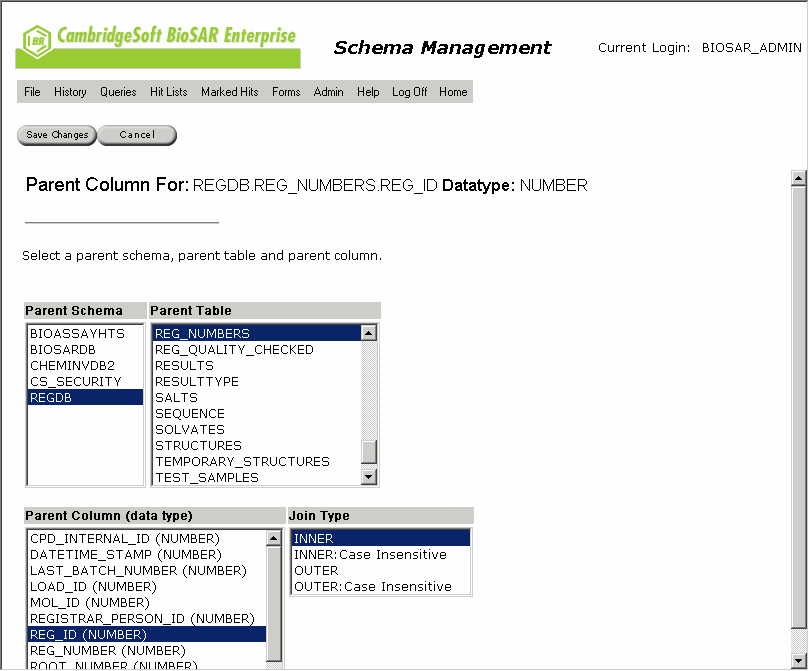 CambridgeSoft BioSAR Enterprise
BR
Schema Management
Current Login: BIOSAR_ADMIN
File History Queries Hit Lists Marked Hits Forms Admin Help Log Off Home
Save Changes Cancel
Parent Column For: REGDB.REG_NUMBERS.REG_ID Datatype: NUMBER
Select a parent schema, parent table and parent column.
Parent Schema
BIOASSAYHTS
BIOSARDB
CHEMINVDB2
CS_SECURITY
REGDB
Parent Table
REG_NUMBERS
REG_QUALITY_CHECKED
RESULTS
RESULTTYPE
SALTS
SEQUENCE
SOLVATES
STRUCTURES
TEMPORARY_STRUCTURES
TEST_SAMPLES
Parent Column (data type)
CPD_INTERNAL_ID (NUMBER)
DATETIME_STAMP (NUMBER)
LAST_BATCH_NUMBER (NUMBER)
LOAD_ID (NUMBER)
MOL_ID (NUMBER)
REGISTRAR_PERSON_ID (NUMBER)
REG_ID (NUMBER)
REG_NUMBER (NUMBER)
ROOT_NUMBER (NUMBER)
Join Type
INNER
INNER:Case Insensitive
OUTER
OUTER:Case Insensitive